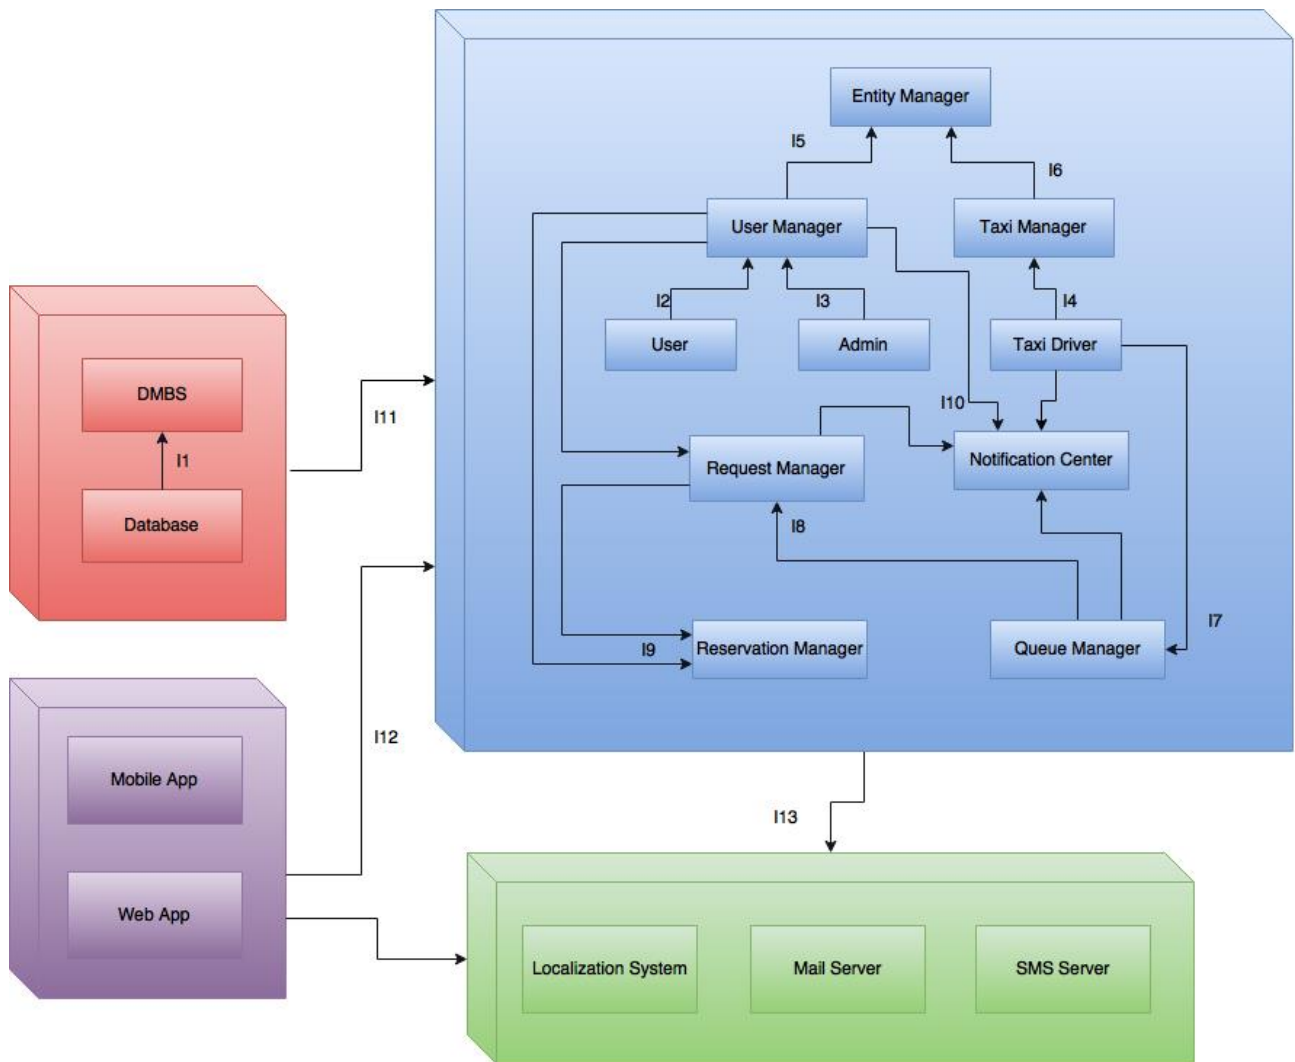 Entity Manager
I5
I6
User Manager
Taxi Manager
I2
I3
I4
User
Admin
Taxi Driver
DMBS
I11
I10
I1
Request Manager
Notification Center
Database
I8
I7
I9
Reservation Manager
Queue Manager
I12
Mobile App
I13
Web App
Localization System
Mail Server
SMS Server